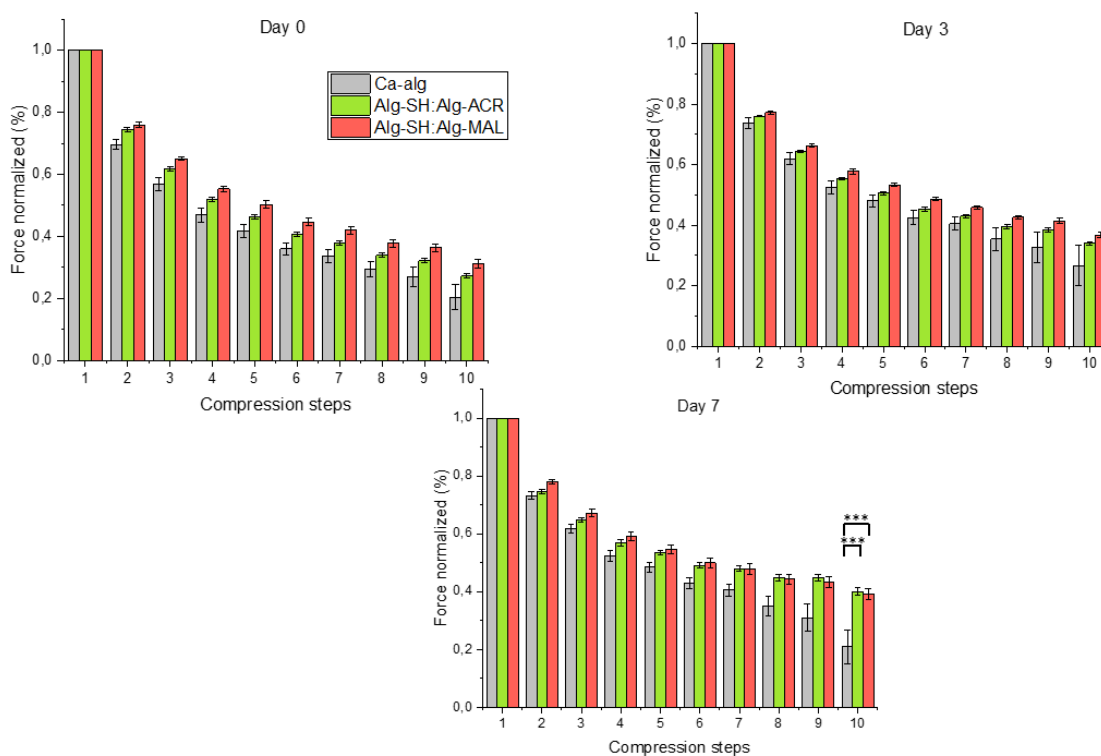 Day 0
Ca-alg
Alg-SH:Alg-ACR
Alg-SH:Alg-MAL
Force normalized (%)
1,0
0,8
0,6
0,4
0,2
0,0
1 2 3 4 5 6 7 8 9 10
Compression steps
Day 3
Force normalized (%)
1,0
0,8
0,6
0,4
0,2
0,0
1 2 3 4 5 6 7 8 9 10
Compression steps
Day 7
Force normalized (%)
1,0
0,8
0,6
0,4
0,2
0,0
***
***
1 2 3 4 5 6 7 8 9 10
Compression steps